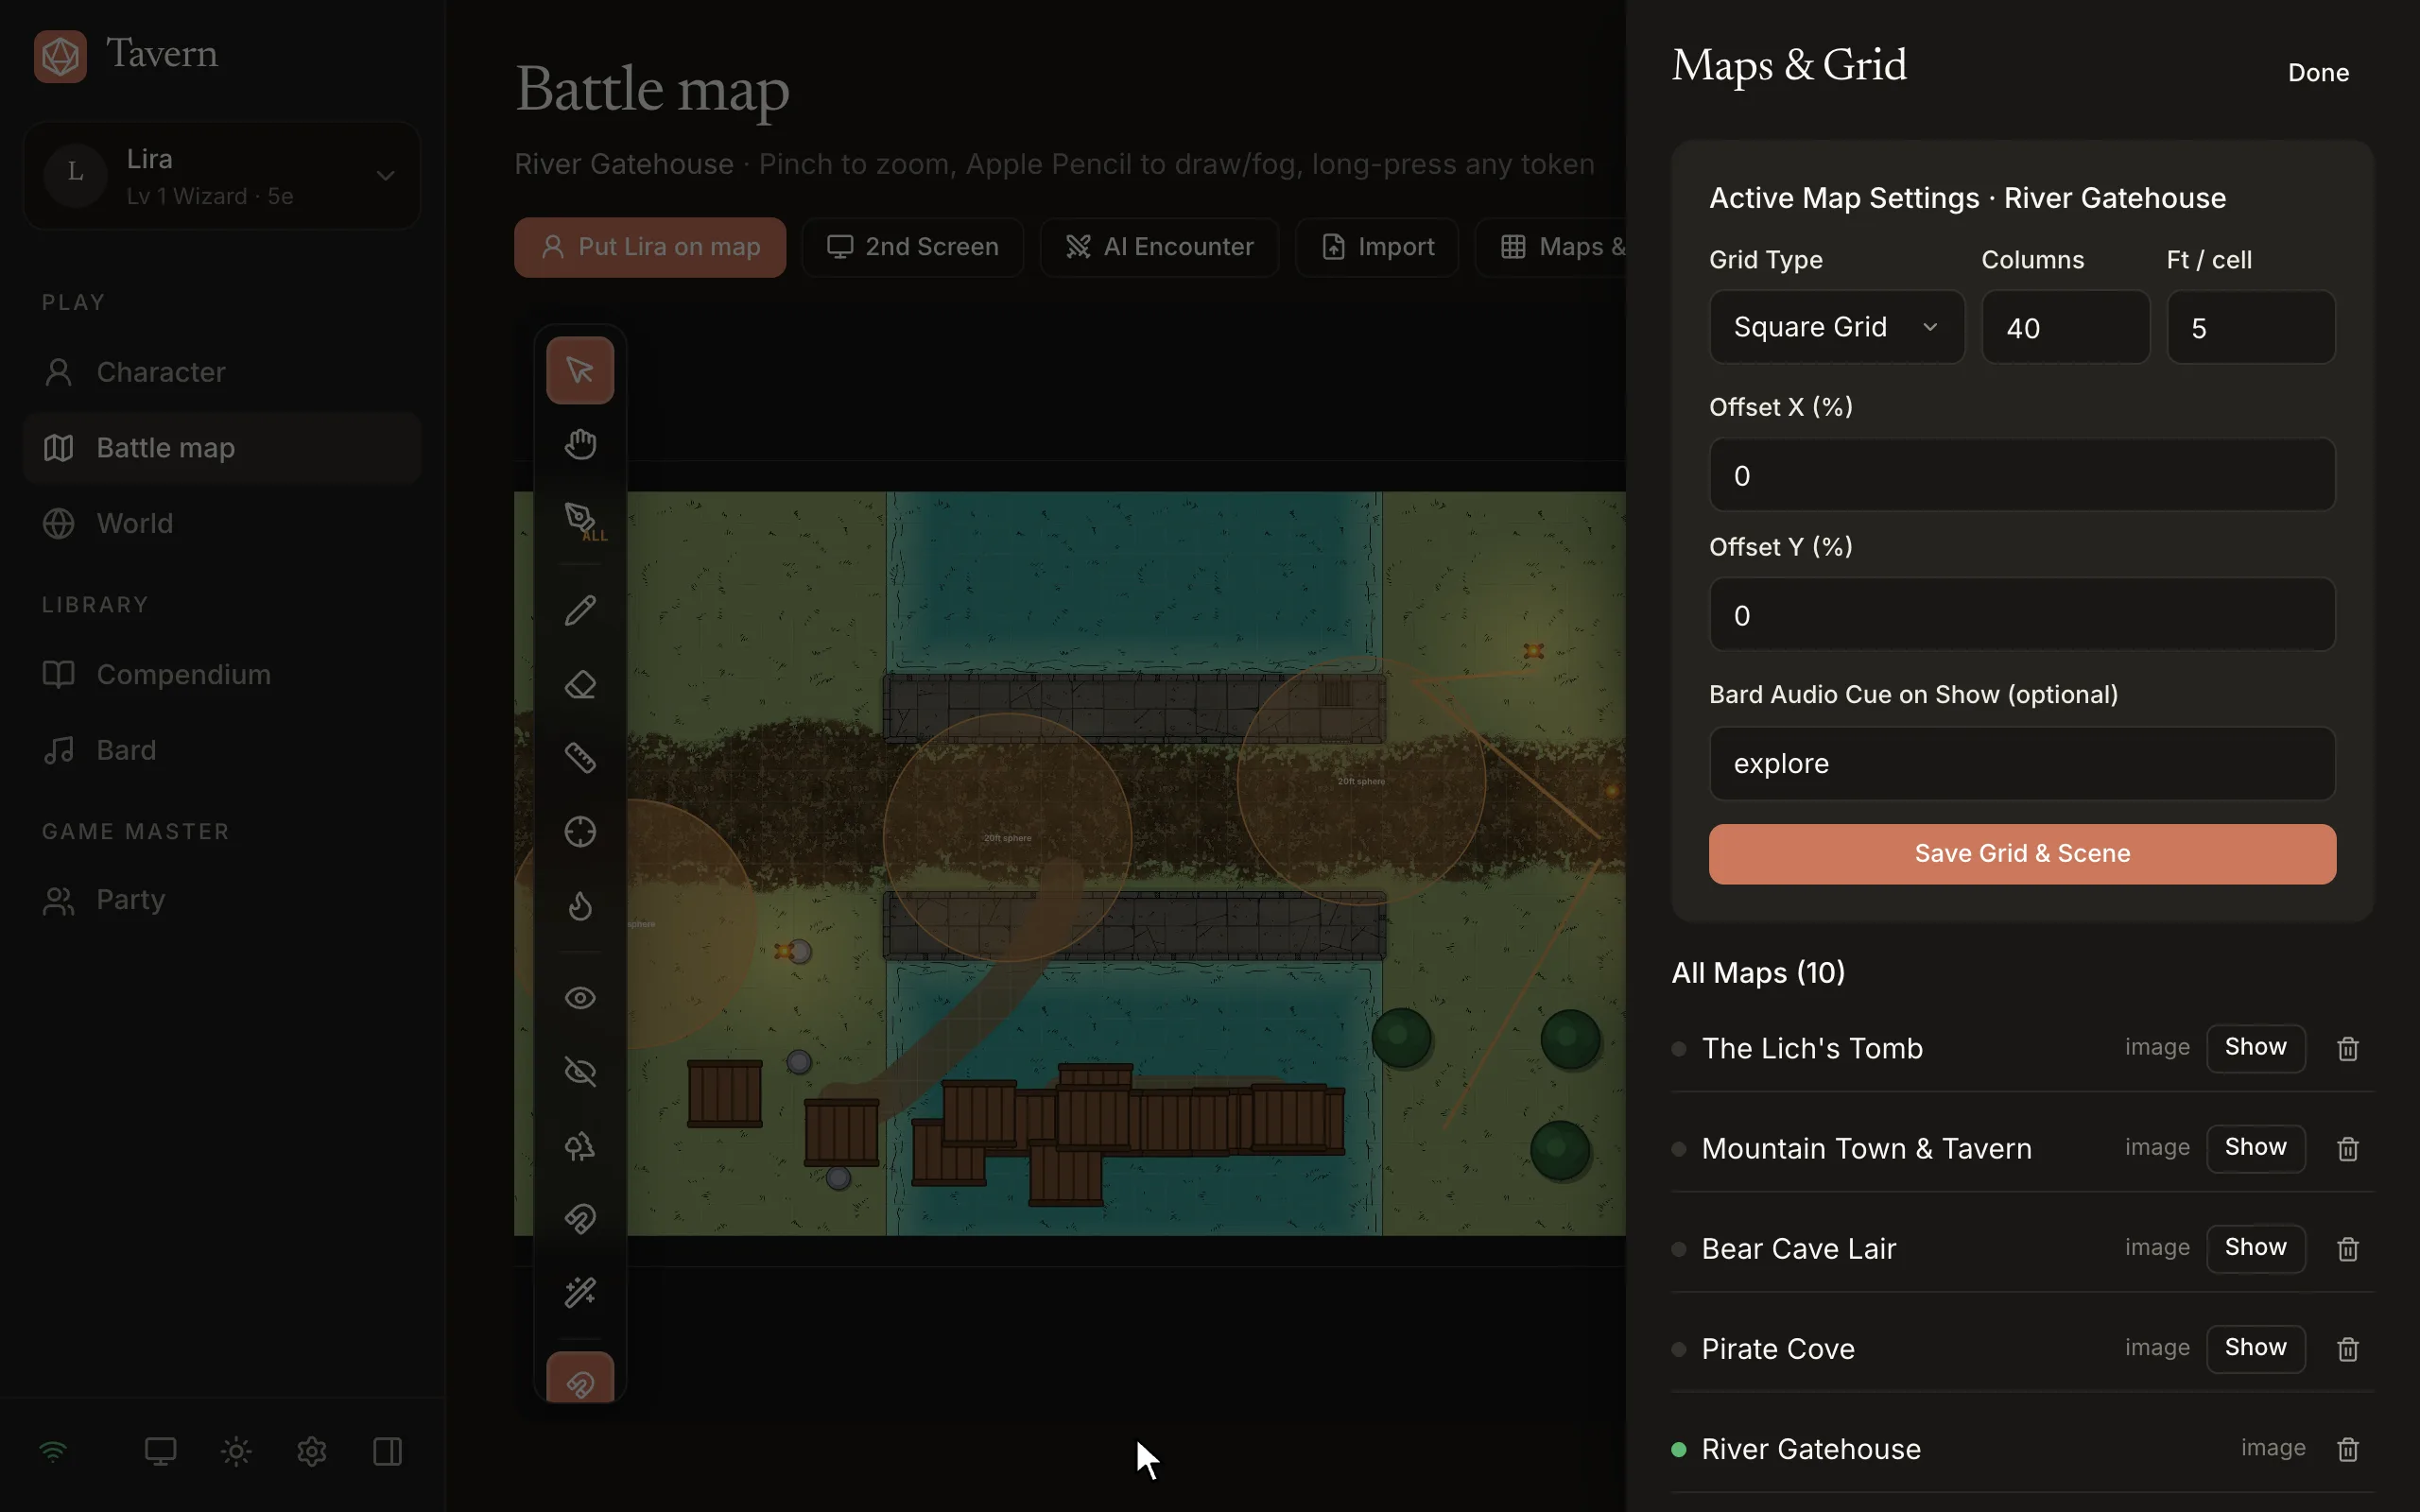 Tavern
L
Lira
Lv 1 Wizard · 5e
PLAY
Character
Battle map
World
LIBRARY
Compendium
Bard
GAME MASTER
Party
Battle map
River Gatehouse · Pinch to zoom, Apple Pencil to draw/fog, long-press any token
Put Lira on map
2nd Screen
AI Encounter
Import
Maps &
ALL
20ft sphere
20ft sphere
sphere
Maps & Grid
Done
Active Map Settings · River Gatehouse
Grid Type
Columns
Ft / cell
Square Grid
40
5
Offset X (%)
0
Offset Y (%)
0
Bard Audio Cue on Show (optional)
explore
Save Grid & Scene
All Maps (10)
The Lich's Tomb
image
Show
Mountain Town & Tavern
image
Show
Bear Cave Lair
image
Show
Pirate Cove
image
Show
River Gatehouse
image